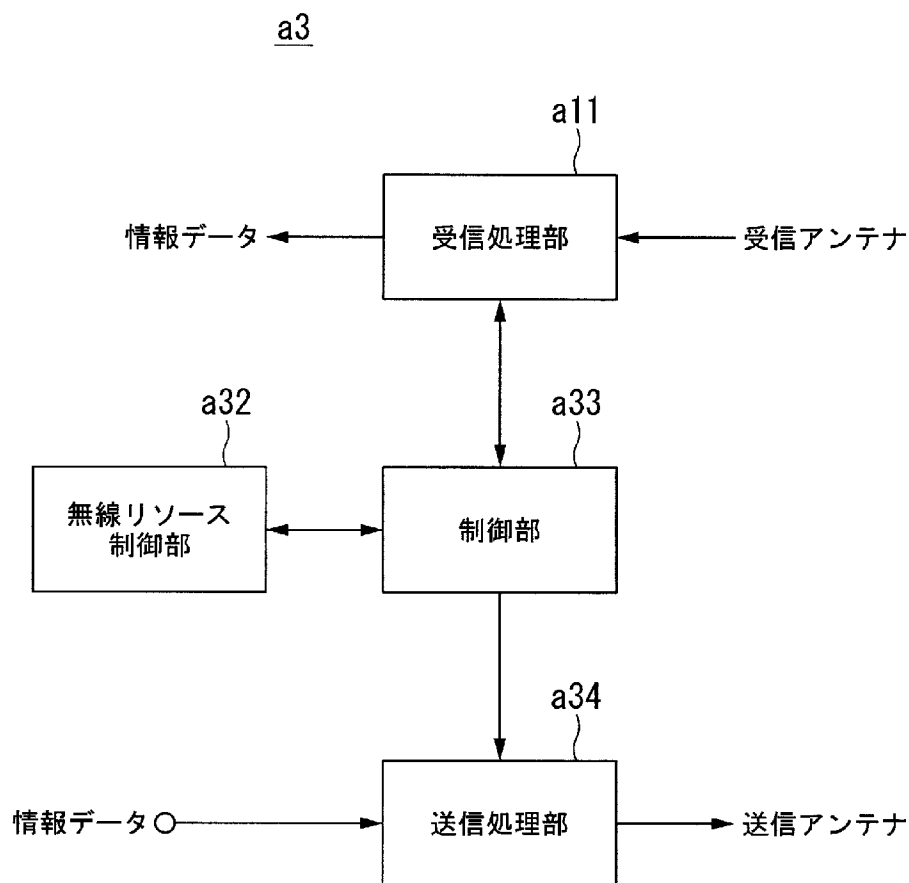 a3
a11
情報データ
受信処理部
受信アンテナ
a32
a33
無線リソース
制御部
制御部
a34
情報データ
送信処理部
送信アンテナ